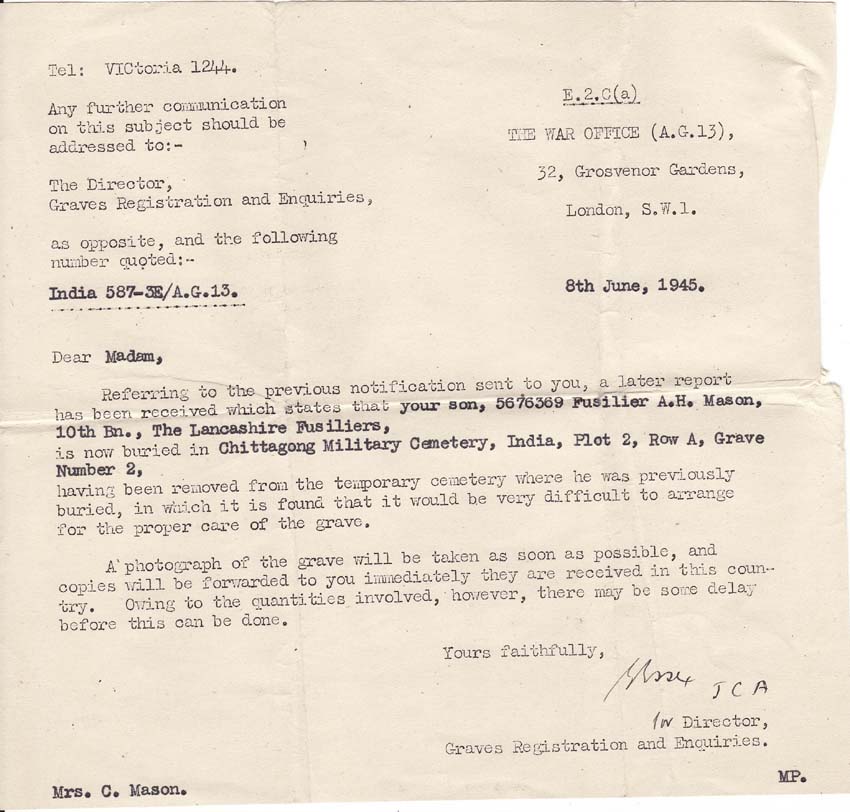 Tel: VICtoria 1244.
Any further communication
on this subject should be
addressed to:-
The Director,
Graves Registration and Enquiries,
as opposite, and the following
number quoted:-
India 587-3E/A.G.13.
E.2.C(a)
THE WAR OFFICE (A.G.13),
32, Grosvenor Gardens,
London, S.W.1.
8th June, 1945.
Dear Madam,
Referring to the previous notification sent to you, a later report
has been received which states that your son, 5676369 Fusilier A.H. Mason,
10th Bn., The Lancashire Fusiliers,
is now buried in Chittagong Military Cemetery, India, Plot 2, Row A, Grave
Number 2,
having been removed from the temporary cemetery where he was previously
buried, in which it is found that it would be very difficult to arrange
for the proper care of the grave.
A photograph of the grave will be taken as soon as possible, and
copies will be forwarded to you immediately they are received in this coun-
try. Owing to the quantities involved, however, there may be some delay
before this can be done.
Yours faithfully,
JCA
for Director,
Graves Registration and Enquiries.
MP.
Mrs. C. Mason.